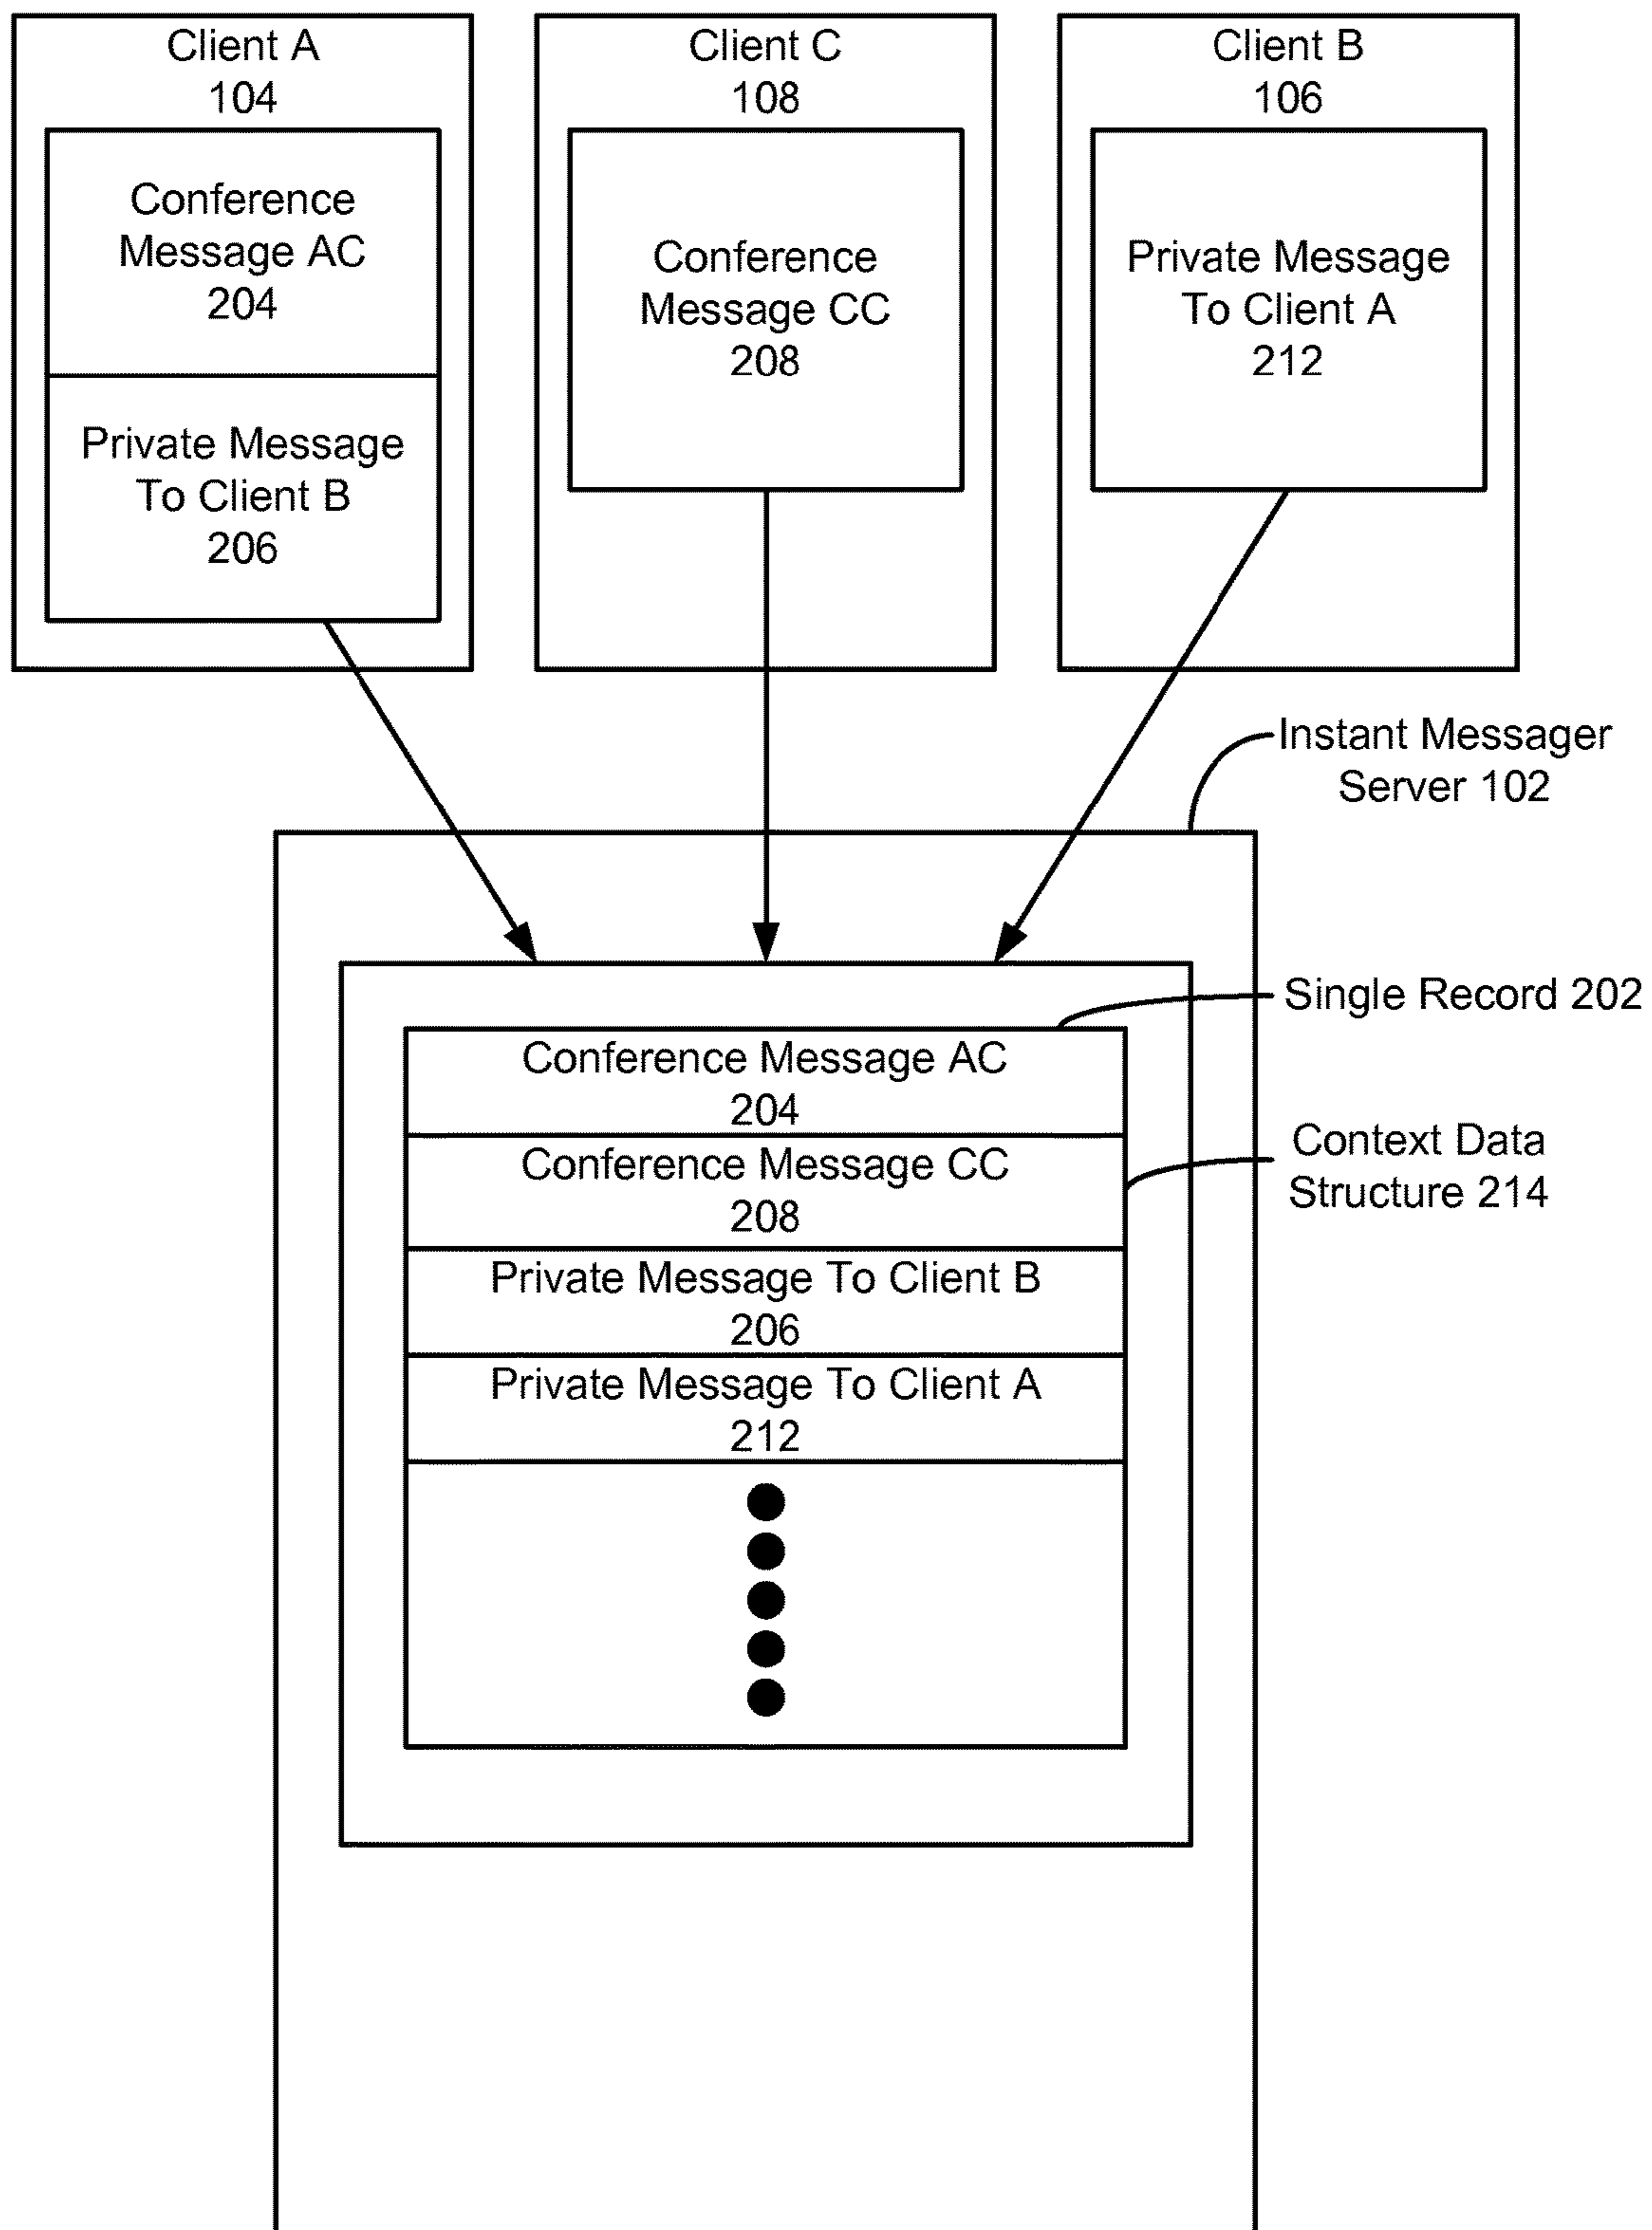 Client A
104
Conference
Message AC
204
Private Message
To Client B
206
Client C
108
Conference
Message CC
208
Client B
106
Private Message
To Client A
212
Instant Messager
Server 102
Single Record 202
Conference Message AC
204
Conference Message CC
208
Context Data
Structure 214
Private Message To Client B
206
Private Message To Client A
212